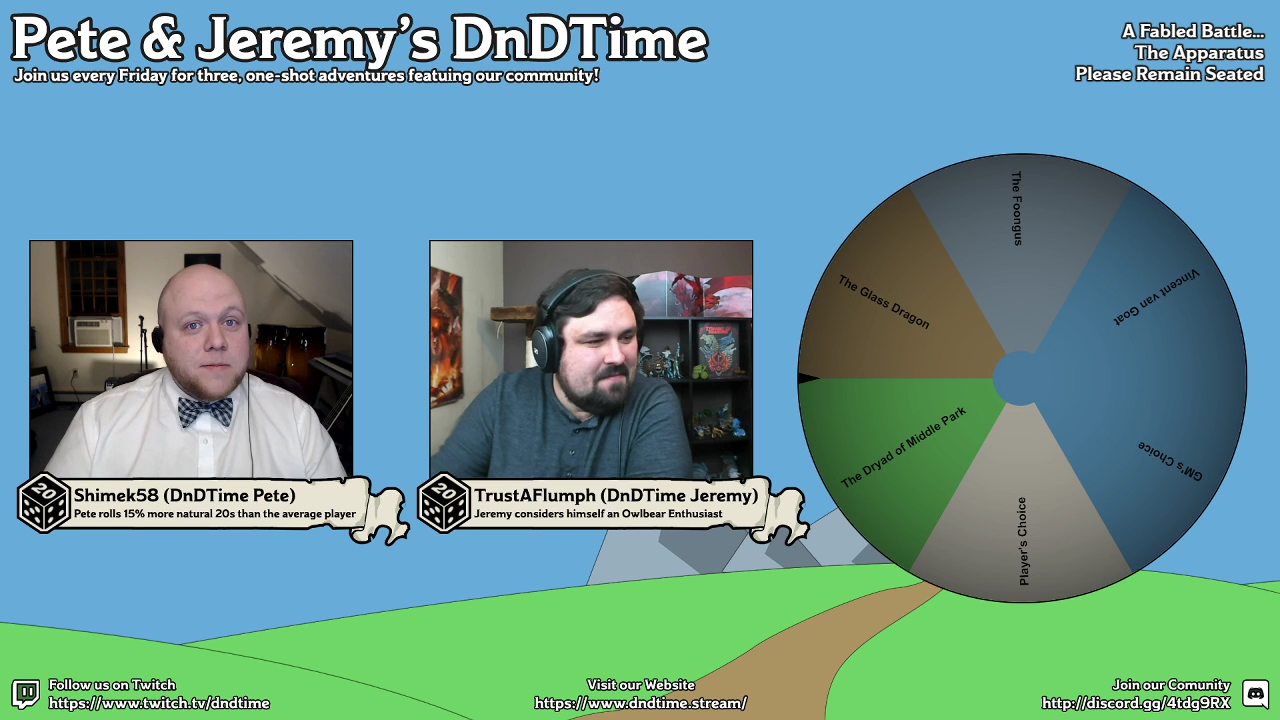 Pete & Jeremy's DnDTime
Join us every Friday for three, one-shot adventures featuing our community!
A Fabled Battle...
The Apparatus
Please Remain Seated
The Foongus
Vincent van Goat
The Glass Dragon
The Dryad of Middle Park
GM's Choice
Player's Choice
20
Shimek58 (DnDTime Pete)
Pete rolls 15% more natural 20s than the average player
20
TrustAFlumph (DnDTime Jeremy)
Jeremy considers himself an Owlbear Enthusiast
Follow us on Twitch
https://www.twitch.tv/dndtime
Visit our Website
https://www.dndtime.stream/
Join our Comunity
http://discord.gg/4tdg9RX